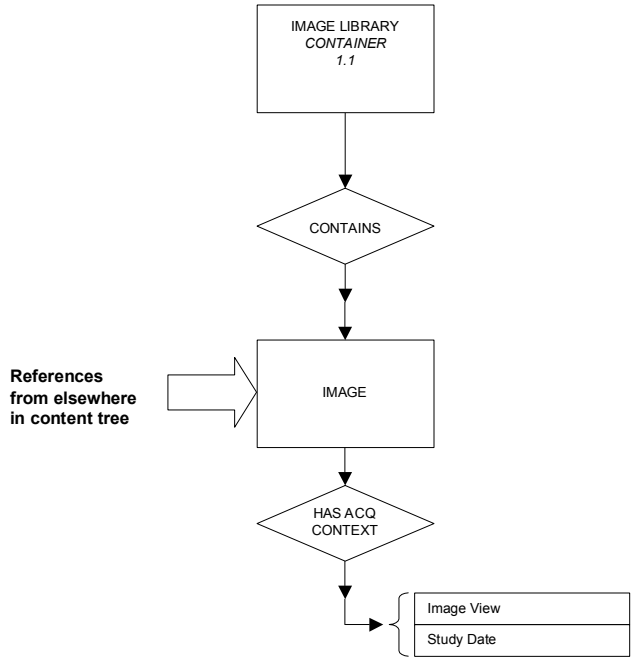 IMAGE LIBRARY
CONTAINER
1.1
CONTAINS
References
from elsewhere
in content tree
IMAGE
HAS ACQ
CONTEXT
Image View
Study Date